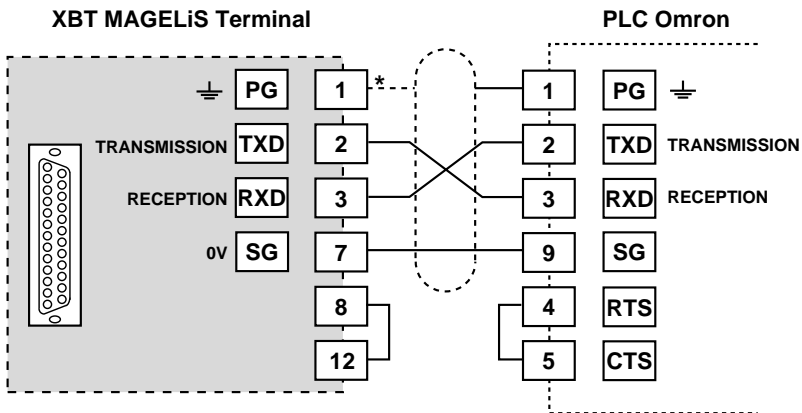 XBT MAGELiS Terminal PLC Omron
PG 1 * 1 PG
TRANSMISSION TXD 2 2 TXD TRANSMISSION
RECEPTION RXD 3 3 RXD RECEPTION
0V SG 7 9 SG
8 4 RTS
12 5 CTS